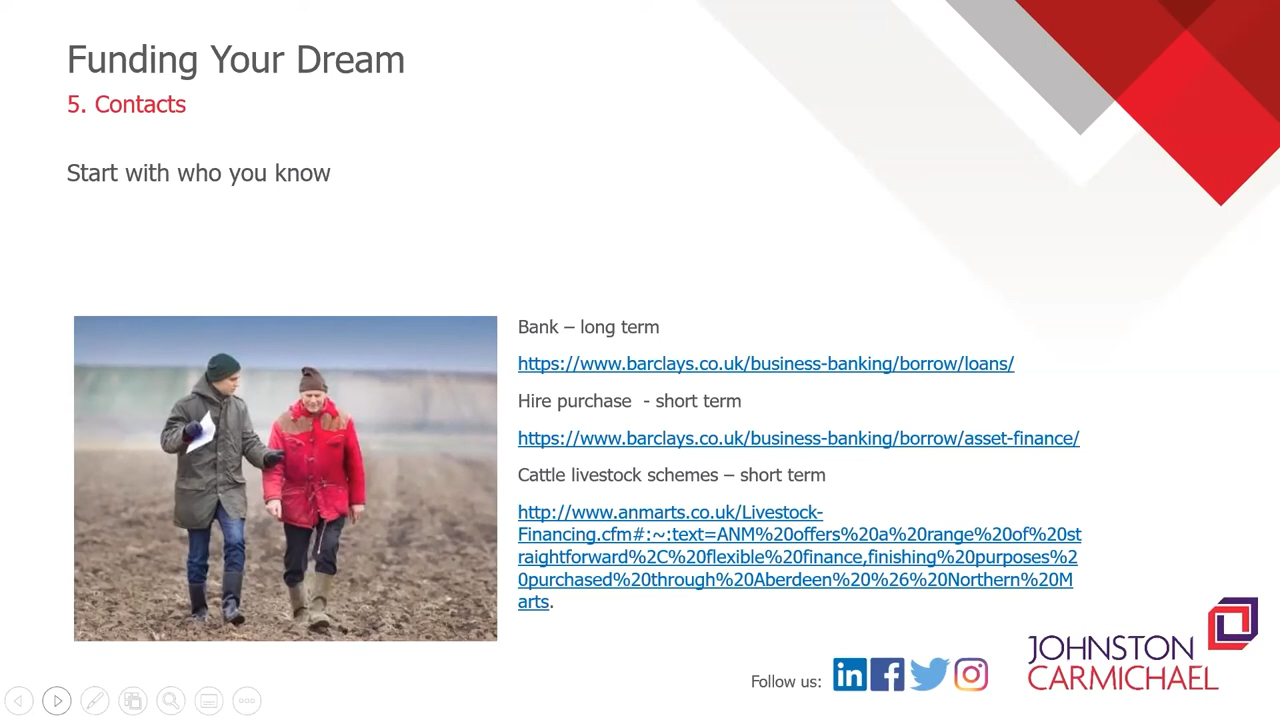 Funding Your Dream
5. Contacts
Start with who you know
Bank – long term
https://www.barclays.co.uk/business-banking/borrow/loans/
Hire purchase  - short term
https://www.barclays.co.uk/business-banking/borrow/asset-finance/
Cattle livestock schemes – short term
http://www.anmarts.co.uk/Livestock-
Financing.cfm#:~:text=ANM%20offers%20a%20range%20of%20st
raightforward%2C%20flexible%20finance,finishing%20purposes%2
0purchased%20through%20Aberdeen%20%26%20Northern%20M
arts.
Follow us:
JOHNSTON
CARMICHAEL